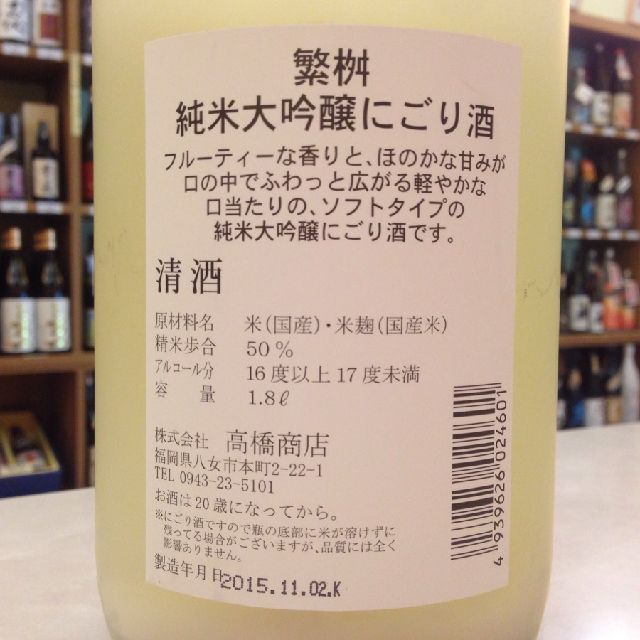 繁桝
純米大吟醸にごり酒
フルーティーな香りと、ほのかな甘みが
口の中でふわっと広がる軽やかな
口当たりの、ソフトタイプの
純米大吟醸にごり酒です。
清酒
原材料名 米(国産)・米麹(国産米)
精米歩合 50%
アルコール分 16度以上17度未満
容量 1.8ℓ
株式会社 高橋商店
福岡県八女市本町2-22-1
TEL 0943-23-5101
お酒は20歳になってから。
※にごり酒ですので瓶の底部に米が溶けずに
残ってる場合がございますが、品質には全く
影響ありません。
製造年月日 2015.11.02.K
4939626024601